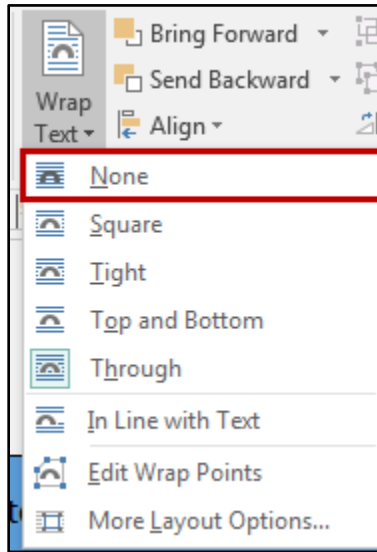 Bring Forward
Send Backward
Wrap
Text
Align
None
Square
Tight
Top and Bottom
Through
In Line with Text
Edit Wrap Points
More Layout Options...